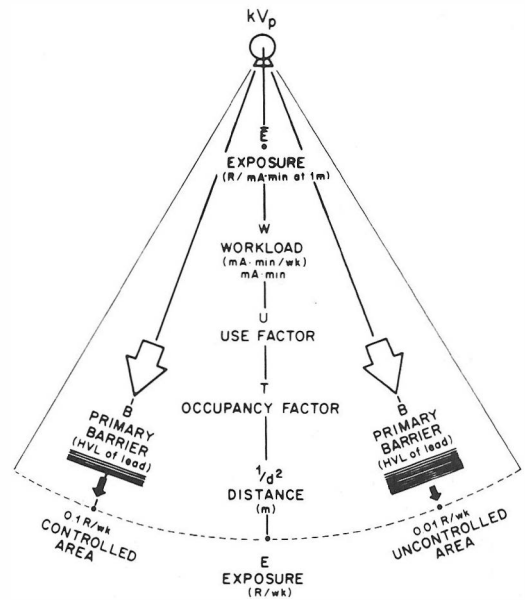 kVp
Ė
EXPOSURE
(R/mA·min at 1m)
W
WORKLOAD
(mA·min/wk)
mA·min
U
USE FACTOR
T
OCCUPANCY FACTOR
1/d²
DISTANCE
(m)
E
EXPOSURE
(R/wk)
B
PRIMARY
BARRIER
(HVL of lead)
0.1 R/wk
CONTROLLED
AREA
B
PRIMARY
BARRIER
(HVL of lead)
0.01 R/wk
UNCONTROLLED
AREA